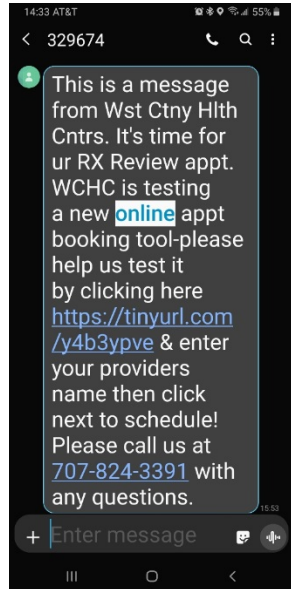 14:33 AT&T 55%
329674
This is a message
from Wst Ctny Hlth
Cntrs. It's time for
ur RX Review appt.
WCHC is testing
a new online appt
booking tool-please
help us test it
by clicking here
https://tinyurl.com
/y4b3ypve & enter
your providers
name then click
next to schedule!
Please call us at
707-824-3391 with
any questions.
15:53
Enter message